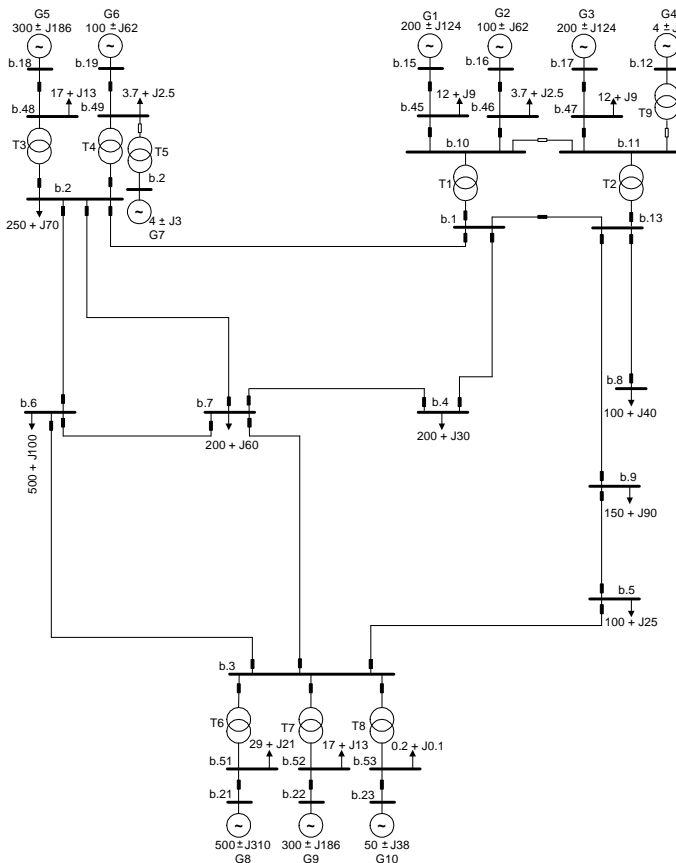 G5
300 ± J186
G6
100 ± J62
G1
200 ± J124
G2
100 ± J62
G3
200 ± J124
G4
4 ± J
b.18
b.19
b.15
b.16
b.17
b.12
17 + J13
3.7 + J2.5
12 + J9
3.7 + J2.5
12 + J9
b.48
b.49
b.45
b.46
b.47
T9
T3
T4
T5
b.10
b.11
b.2
b.2
T1
T2
250 + J70
4 ± J3
G7
b.1
b.13
b.6
b.7
b.4
b.8
500 + J100
200 + J60
200 + J30
100 + J40
b.9
150 + J90
b.5
100 + J25
b.3
T6
T7
T8
29 + J21
17 + J13
0.2 + J0.1
b.51
b.52
b.53
b.21
b.22
b.23
500 ± J310
300 ± J186
50 ± J38
G8
G9
G10